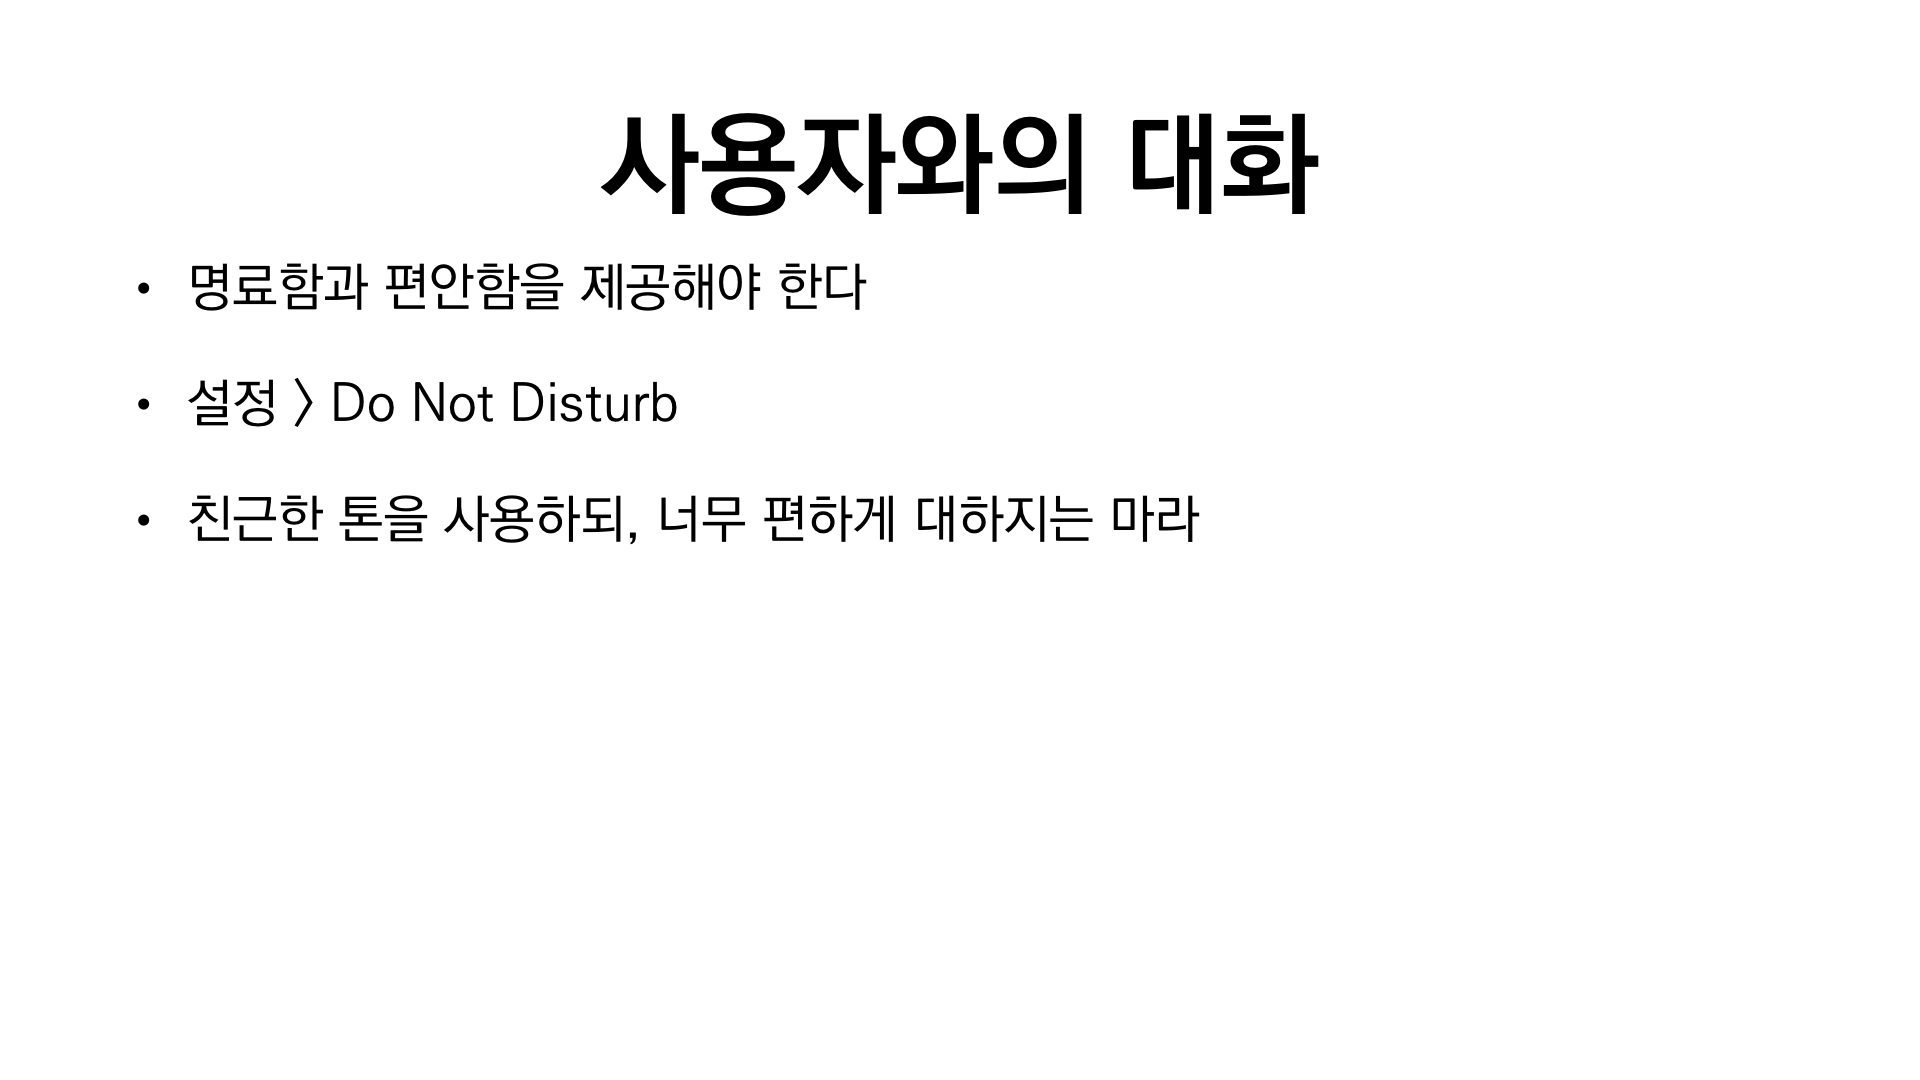 사용자와의 대화
• 명료함과 편안함을 제공해야 한다
• 설정 > Do Not Disturb
• 친근한 톤을 사용하되, 너무 편하게 대하지는 마라